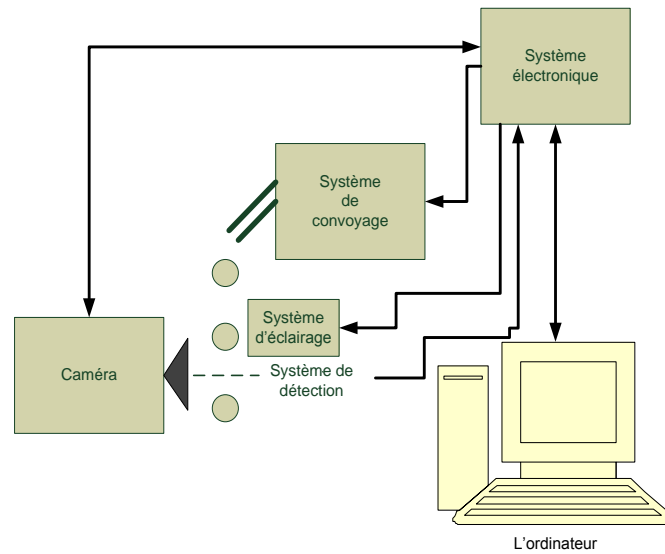 Système
électronique
Système
de
convoyage
Système
d'éclairage
Caméra
Système de
détection
L'ordinateur